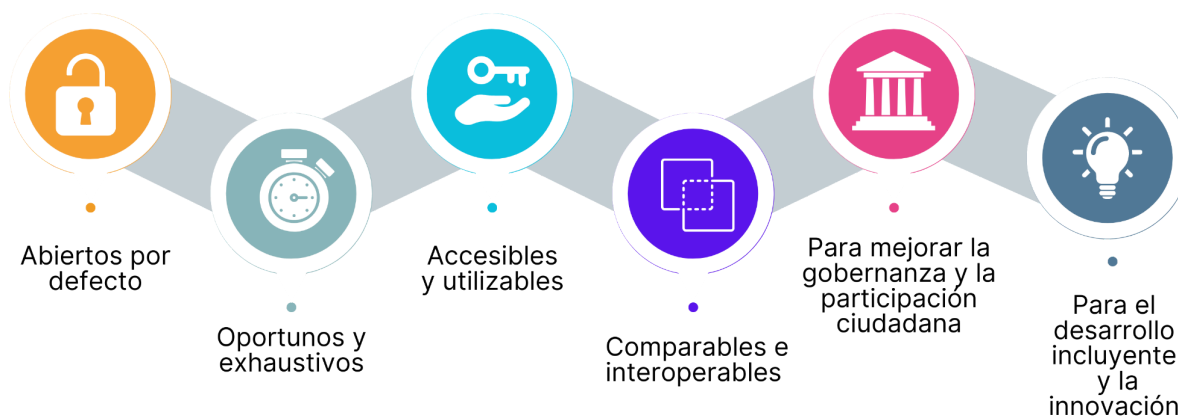 Abiertos por
defecto
Oportunos y
exhaustivos
Accesibles
y utilizables
Comparables e
interoperables
Para mejorar la
gobernanza y la
participación
ciudadana
Para el
desarrollo
incluyente
y la
innovación